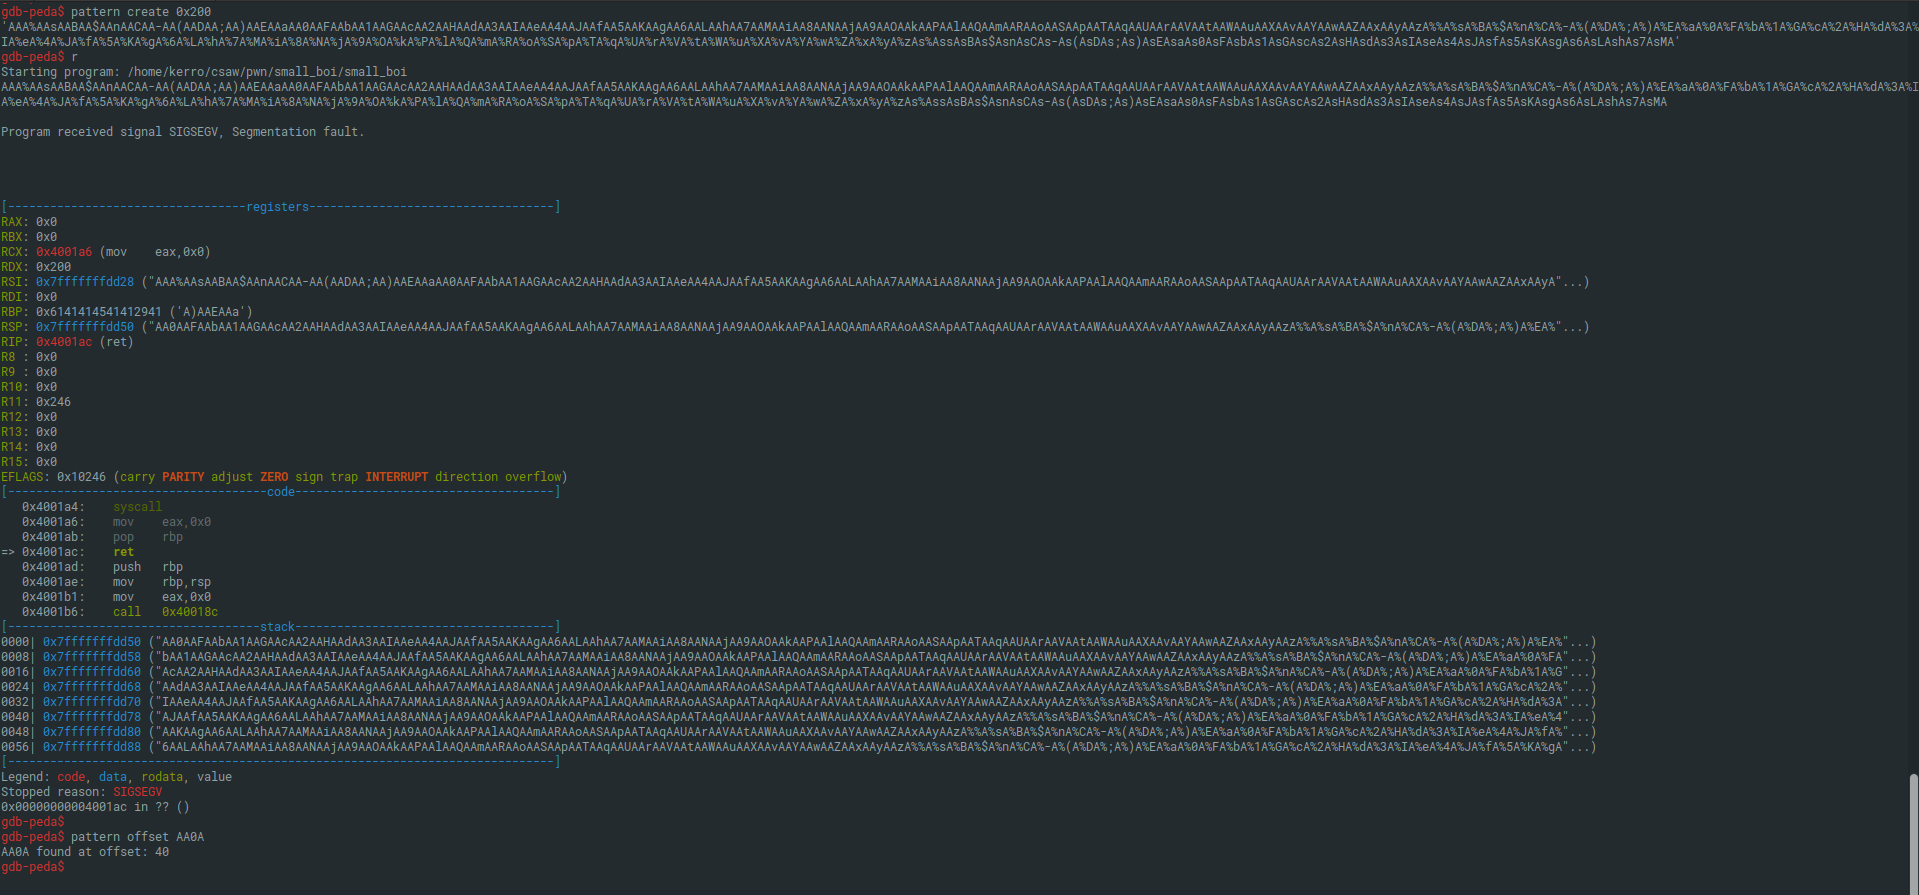 gdb-peda$ pattern create 0x200
'AAA%AAsAABAA$AAnAACAA-AA(AADAA;AA)AAEAAaAA0AAFAAbAA1AAGAAcAA2AAHAAdAA3AAIAAeAA4AAJAAfAA5AAKAAgAA6AALAAhAA7AAMAAiAA8AANAAjAA9AAOAAkAAPAAlAAQAAmAARAAoAASAApAATAAqAAUAArAAVAAtAAWAAuAAXAAvAAYAAwAAZAAxAAyAAzA%%A%sA%BA%$A%nA%CA%-A%(A%DA%;A%)A%EA%aA%0A%FA%bA%1A%GA%cA%2A%HA%dA%3A%
IA%eA%4A%JA%fA%5A%KA%gA%6A%LA%hA%7A%MA%iA%8A%NA%jA%9A%OA%kA%PA%lA%QA%mA%RA%oA%SA%pA%TA%qA%UA%rA%VA%tA%WA%uA%XA%vA%YA%wA%ZA%xA%yA%zAs%AssAsBAs$AsnAsCAs-As(AsDAs;As)AsEAsaAs0AsFAsbAs1AsGAscAs2AsHAsdAs3AsIAseAs4AsJAsfAs5AsKAsgAs6AsLAshAs7AsMA'
gdb-peda$ r
Starting program: /home/kerro/csaw/pwn/small_boi/small_boi
AAA%AAsAABAA$AAnAACAA-AA(AADAA;AA)AAEAAaAA0AAFAAbAA1AAGAAcAA2AAHAAdAA3AAIAAeAA4AAJAAfAA5AAKAAgAA6AALAAhAA7AAMAAiAA8AANAAjAA9AAOAAkAAPAAlAAQAAmAARAAoAASAApAATAAqAAUAArAAVAAtAAWAAuAAXAAvAAYAAwAAZAAxAAyAAzA%%A%sA%BA%$A%nA%CA%-A%(A%DA%;A%)A%EA%aA%0A%FA%bA%1A%GA%cA%2A%HA%dA%3A%I
A%eA%4A%JA%fA%5A%KA%gA%6A%LA%hA%7A%MA%iA%8A%NA%jA%9A%OA%kA%PA%lA%QA%mA%RA%oA%SA%pA%TA%qA%UA%rA%VA%tA%WA%uA%XA%vA%YA%wA%ZA%xA%yA%zAs%AssAsBAs$AsnAsCAs-As(AsDAs;As)AsEAsaAs0AsFAsbAs1AsGAscAs2AsHAsdAs3AsIAseAs4AsJAsfAs5AsKAsgAs6AsLAshAs7AsMA
Program received signal SIGSEGV, Segmentation fault.
[----------------------------------registers-----------------------------------]
RAX: 0x0
RBX: 0x0
RCX: 0x4001a6 (mov    eax,0x0)
RDX: 0x200
RSI: 0x7fffffffdd28 ("AAA%AAsAABAA$AAnAACAA-AA(AADAA;AA)AAEAAaAA0AAFAAbAA1AAGAAcAA2AAHAAdAA3AAIAAeAA4AAJAAfAA5AAKAAgAA6AALAAhAA7AAMAAiAA8AANAAjAA9AAOAAkAAPAAlAAQAAmAARAAoAASAApAATAAqAAUAArAAVAAtAAWAAuAAXAAvAAYAAwAAZAAxAAyA"...)
RDI: 0x0
RBP: 0x6141414541412941 ('A)AAEAAa')
RSP: 0x7fffffffdd50 ("AA0AAFAAbAA1AAGAAcAA2AAHAAdAA3AAIAAeAA4AAJAAfAA5AAKAAgAA6AALAAhAA7AAMAAiAA8AANAAjAA9AAOAAkAAPAAlAAQAAmAARAAoAASAApAATAAqAAUAArAAVAAtAAWAAuAAXAAvAAYAAwAAZAAxAAyAAzA%%A%sA%BA%$A%nA%CA%-A%(A%DA%;A%)A%EA%"...)
RIP: 0x4001ac (ret)
R8 : 0x0
R9 : 0x0
R10: 0x0
R11: 0x246
R12: 0x0
R13: 0x0
R14: 0x0
R15: 0x0
EFLAGS: 0x10246 (carry PARITY adjust ZERO sign trap INTERRUPT direction overflow)
[-------------------------------------code-------------------------------------]
   0x4001a4:    syscall
   0x4001a6:    mov    eax,0x0
   0x4001ab:    pop    rbp
=> 0x4001ac:    ret
   0x4001ad:    push   rbp
   0x4001ae:    mov    rbp,rsp
   0x4001b1:    mov    eax,0x0
   0x4001b6:    call   0x40018c
[------------------------------------stack-------------------------------------]
0000| 0x7fffffffdd50 ("AA0AAFAAbAA1AAGAAcAA2AAHAAdAA3AAIAAeAA4AAJAAfAA5AAKAAgAA6AALAAhAA7AAMAAiAA8AANAAjAA9AAOAAkAAPAAlAAQAAmAARAAoAASAApAATAAqAAUAArAAVAAtAAWAAuAAXAAvAAYAAwAAZAAxAAyAAzA%%A%sA%BA%$A%nA%CA%-A%(A%DA%;A%)A%EA%"...)
0008| 0x7fffffffdd58 ("bAA1AAGAAcAA2AAHAAdAA3AAIAAeAA4AAJAAfAA5AAKAAgAA6AALAAhAA7AAMAAiAA8AANAAjAA9AAOAAkAAPAAlAAQAAmAARAAoAASAApAATAAqAAUAArAAVAAtAAWAAuAAXAAvAAYAAwAAZAAxAAyAAzA%%A%sA%BA%$A%nA%CA%-A%(A%DA%;A%)A%EA%aA%0A%FA"...)
0016| 0x7fffffffdd60 ("AcAA2AAHAAdAA3AAIAAeAA4AAJAAfAA5AAKAAgAA6AALAAhAA7AAMAAiAA8AANAAjAA9AAOAAkAAPAAlAAQAAmAARAAoAASAApAATAAqAAUAArAAVAAtAAWAAuAAXAAvAAYAAwAAZAAxAAyAAzA%%A%sA%BA%$A%nA%CA%-A%(A%DA%;A%)A%EA%aA%0A%FA%bA%1A%G"...)
0024| 0x7fffffffdd68 ("AAdAA3AAIAAeAA4AAJAAfAA5AAKAAgAA6AALAAhAA7AAMAAiAA8AANAAjAA9AAOAAkAAPAAlAAQAAmAARAAoAASAApAATAAqAAUAArAAVAAtAAWAAuAAXAAvAAYAAwAAZAAxAAyAAzA%%A%sA%BA%$A%nA%CA%-A%(A%DA%;A%)A%EA%aA%0A%FA%bA%1A%GA%cA%2A%"...)
0032| 0x7fffffffdd70 ("IAAeAA4AAJAAfAA5AAKAAgAA6AALAAhAA7AAMAAiAA8AANAAjAA9AAOAAkAAPAAlAAQAAmAARAAoAASAApAATAAqAAUAArAAVAAtAAWAAuAAXAAvAAYAAwAAZAAxAAyAAzA%%A%sA%BA%$A%nA%CA%-A%(A%DA%;A%)A%EA%aA%0A%FA%bA%1A%GA%cA%2A%HA%dA%3A"...)
0040| 0x7fffffffdd78 ("AJAAfAA5AAKAAgAA6AALAAhAA7AAMAAiAA8AANAAjAA9AAOAAkAAPAAlAAQAAmAARAAoAASAApAATAAqAAUAArAAVAAtAAWAAuAAXAAvAAYAAwAAZAAxAAyAAzA%%A%sA%BA%$A%nA%CA%-A%(A%DA%;A%)A%EA%aA%0A%FA%bA%1A%GA%cA%2A%HA%dA%3A%IA%eA%4"...)
0048| 0x7fffffffdd80 ("AAKAAgAA6AALAAhAA7AAMAAiAA8AANAAjAA9AAOAAkAAPAAlAAQAAmAARAAoAASAApAATAAqAAUAArAAVAAtAAWAAuAAXAAvAAYAAwAAZAAxAAyAAzA%%A%sA%BA%$A%nA%CA%-A%(A%DA%;A%)A%EA%aA%0A%FA%bA%1A%GA%cA%2A%HA%dA%3A%IA%eA%4A%JA%fA%"...)
0056| 0x7fffffffdd88 ("6AALAAhAA7AAMAAiAA8AANAAjAA9AAOAAkAAPAAlAAQAAmAARAAoAASAApAATAAqAAUAArAAVAAtAAWAAuAAXAAvAAYAAwAAZAAxAAyAAzA%%A%sA%BA%$A%nA%CA%-A%(A%DA%;A%)A%EA%aA%0A%FA%bA%1A%GA%cA%2A%HA%dA%3A%IA%eA%4A%JA%fA%5A%KA%gA"...)
[------------------------------------------------------------------------------]
Legend: code, data, rodata, value
Stopped reason: SIGSEGV
0x00000000004001ac in ?? ()
gdb-peda$
gdb-peda$ pattern offset AA0A
AA0A found at offset: 40
gdb-peda$